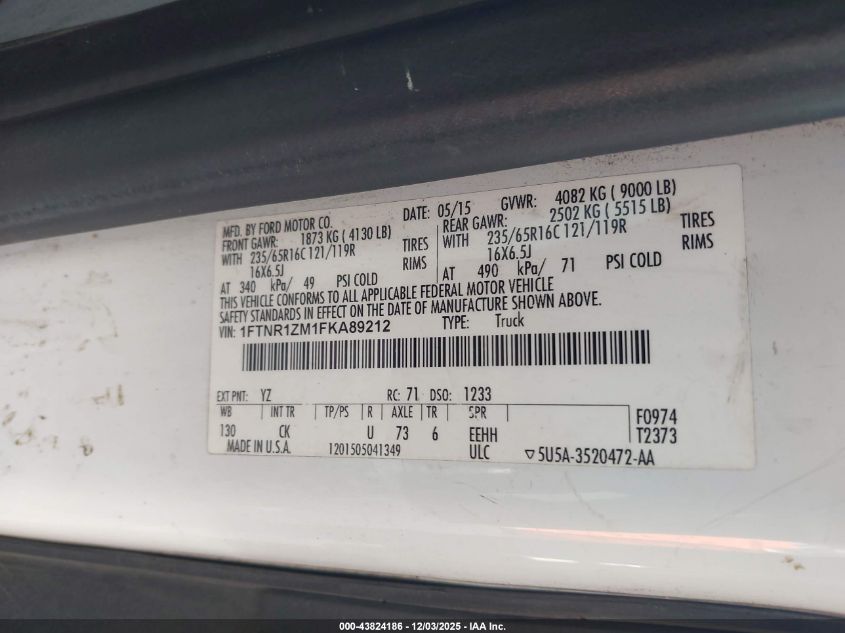 MFD. BY FORD MOTOR CO. DATE: 05/15 GVWR: 4082 KG ( 9000 LB)
FRONT GAWR: 1873 KG ( 4130 LB) REAR GAWR: 2502 KG ( 5515 LB)
WITH 235/65R16C 121/119R TIRES WITH 235/65R16C 121/119R TIRES
16X6.5J RIMS 16X6.5J RIMS
AT 340 kPa/ 49 PSI COLD AT 490 kPa/ 71 PSI COLD
THIS VEHICLE CONFORMS TO ALL APPLICABLE FEDERAL MOTOR VEHICLE
SAFETY STANDARDS IN EFFECT ON THE DATE OF MANUFACTURE SHOWN ABOVE.
VIN: 1FTNR1ZM1FKA89212 TYPE: Truck
EXT PNT: YZ RC: 71 DSO: 1233
WB INT TR TP/PS R AXLE TR SPR F0974
130 CK U 73 6 EEHH T2373
MADE IN U.S.A. 1201505041349 ULC ▽5U5A-3520472-AA
000-43824186 - 12/03/2025 - IAA Inc.